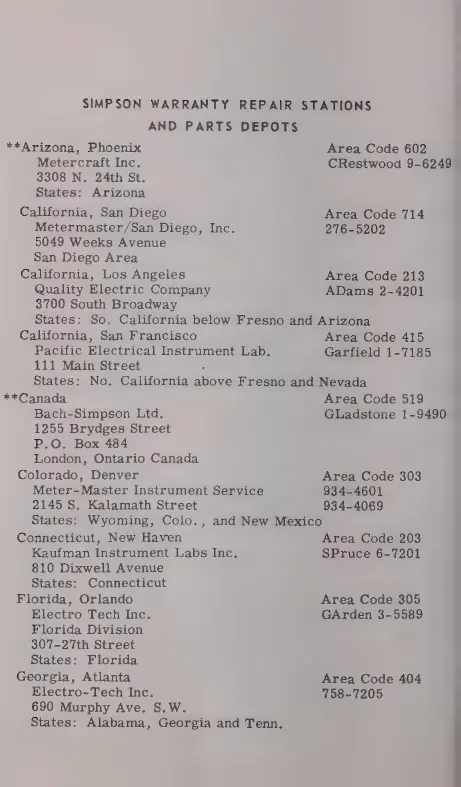 SIMPSON WARRANTY REPAIR STATIONS
AND PARTS DEPOTS
**Arizona, Phoenix Area Code 602
Metercraft Inc. CRestwood 9-6249
3308 N. 24th St.
States: Arizona
California, San Diego Area Code 714
Metermaster/San Diego, Inc. 276-5202
5049 Weeks Avenue
San Diego Area
California, Los Angeles Area Code 213
Quality Electric Company ADams 2-4201
3700 South Broadway
States: So. California below Fresno and Arizona
California, San Francisco Area Code 415
Pacific Electrical Instrument Lab. Garfield 1-7185
111 Main Street
States: No. California above Fresno and Nevada
**Canada Area Code 519
Bach-Simpson Ltd. GLadstone 1-9490
1255 Brydges Street
P.O. Box 484
London, Ontario Canada
Colorado, Denver Area Code 303
Meter-Master Instrument Service 934-4601
2145 S. Kalamath Street 934-4069
States: Wyoming, Colo., and New Mexico
Connecticut, New Haven Area Code 203
Kaufman Instrument Labs Inc. SPruce 6-7201
810 Dixwell Avenue
States: Connecticut
Florida, Orlando Area Code 305
Electro Tech Inc. GArden 3-5589
Florida Division
307-27th Street
States: Florida
Georgia, Atlanta Area Code 404
Electro-Tech Inc. 758-7205
690 Murphy Ave. S.W.
States: Alabama, Georgia and Tenn.